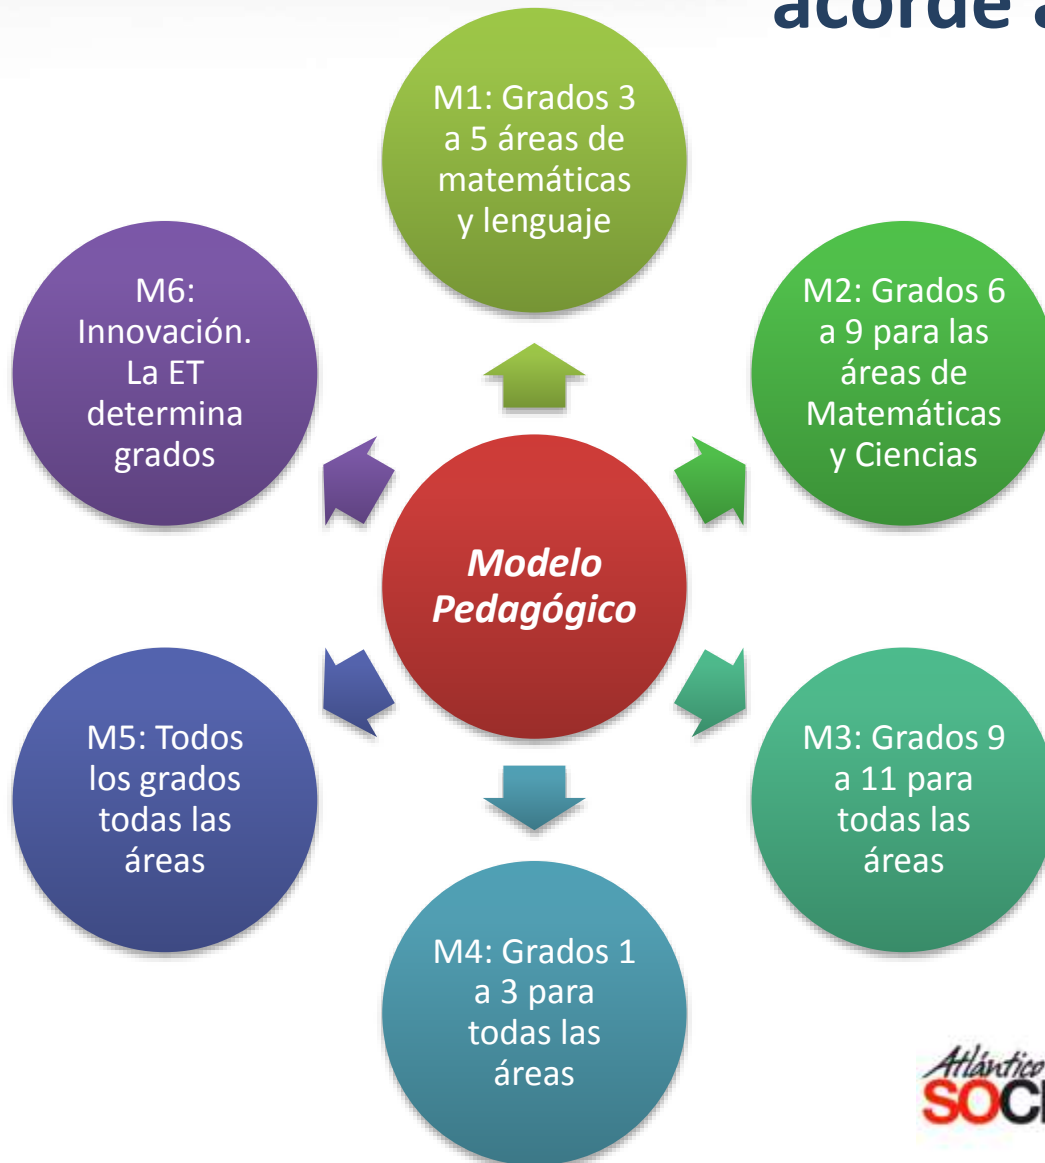 acorde a
M1: Grados 3
a 5 áreas de
matemáticas
y lenguaje
M6:
Innovación.
La ET
determina
grados
M2: Grados 6
a 9 para las
áreas de
Matemáticas
y Ciencias
Modelo
Pedagógico
M5: Todos
los grados
todas las
áreas
M3: Grados 9
a 11 para
todas las
áreas
M4: Grados 1
a 3 para
todas las
áreas
Atlántico